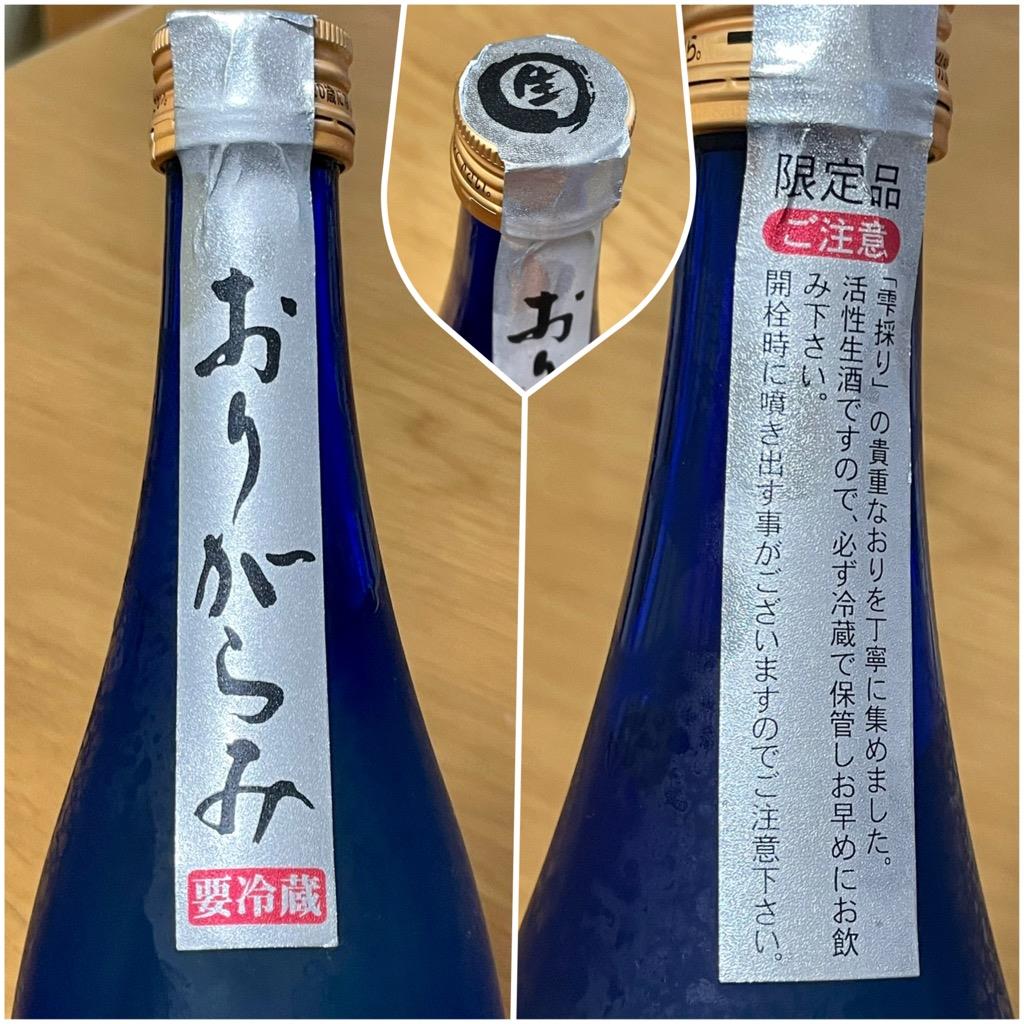 おりがらみ
要冷蔵
生
おり
限定品
ご注意
「雫採り」の貴重なおりを丁寧に集めました。
活性生酒ですので、必ず冷蔵で保管しお早めにお飲
み下さい。
開栓時に噴き出す事がございますのでご注意下さい。